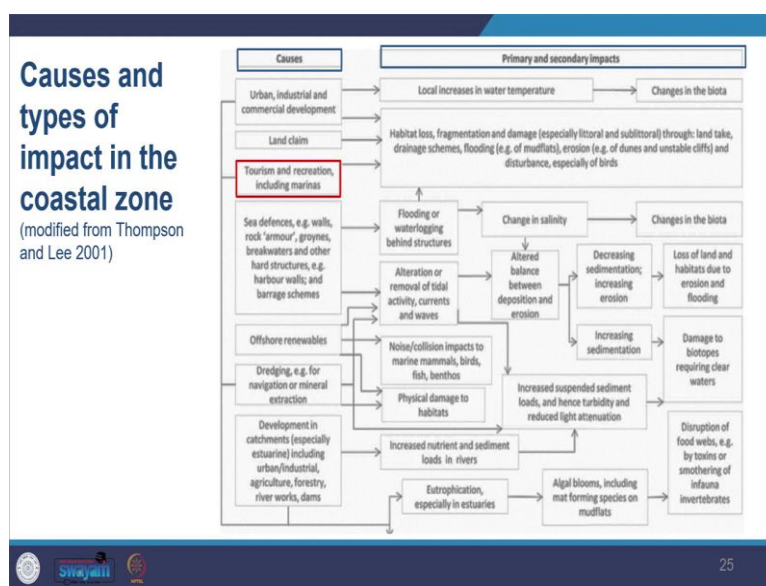 Causes and
types of
impact in the
coastal zone
(modified from Thompson
and Lee 2001)
Causes
Primary and secondary impacts
Urban, industrial and
commercial development
Local increases in water temperature
Changes in the biota
Land claim
Habitat loss, fragmentation and damage (especially littoral and sublittoral) through: land take,
drainage schemes, flooding (e.g. of mudflats), erosion (e.g. of dunes and unstable cliffs) and
disturbance, especially of birds
Tourism and recreation,
including marinas
Sea defences, e.g. walls,
rock 'armour', groynes,
breakwaters and other
hard structures, e.g.
harbour walls; and
barrage schemes
Flooding or
waterlogging
behind structures
Change in salinity
Changes in the biota
Alteration or
removal of tidal
activity, currents
and waves
Altered
balance
between
deposition and
erosion
Decreasing
sedimentation;
increasing
erosion
Loss of land and
habitats due to
erosion and
flooding
Increasing
sedimentation
Damage to
biotopes
requiring clear
waters
Offshore renewables
Noise/collision impacts to
marine mammals, birds,
fish, benthos
Dredging, e.g. for
navigation or mineral
extraction
Physical damage to
habitats
Increased suspended sediment
loads, and hence turbidity and
reduced light attenuation
Development in
catchments (especially
estuarine) including
urban/industrial,
agriculture, forestry,
river works, dams
Increased nutrient and sediment
loads in rivers
Eutrophication,
especially in estuaries
Algal blooms, including
mat forming species on
mudflats
Disruption of
food webs, e.g.
by toxins or
smothering of
infauna
invertebrates
swayam
25